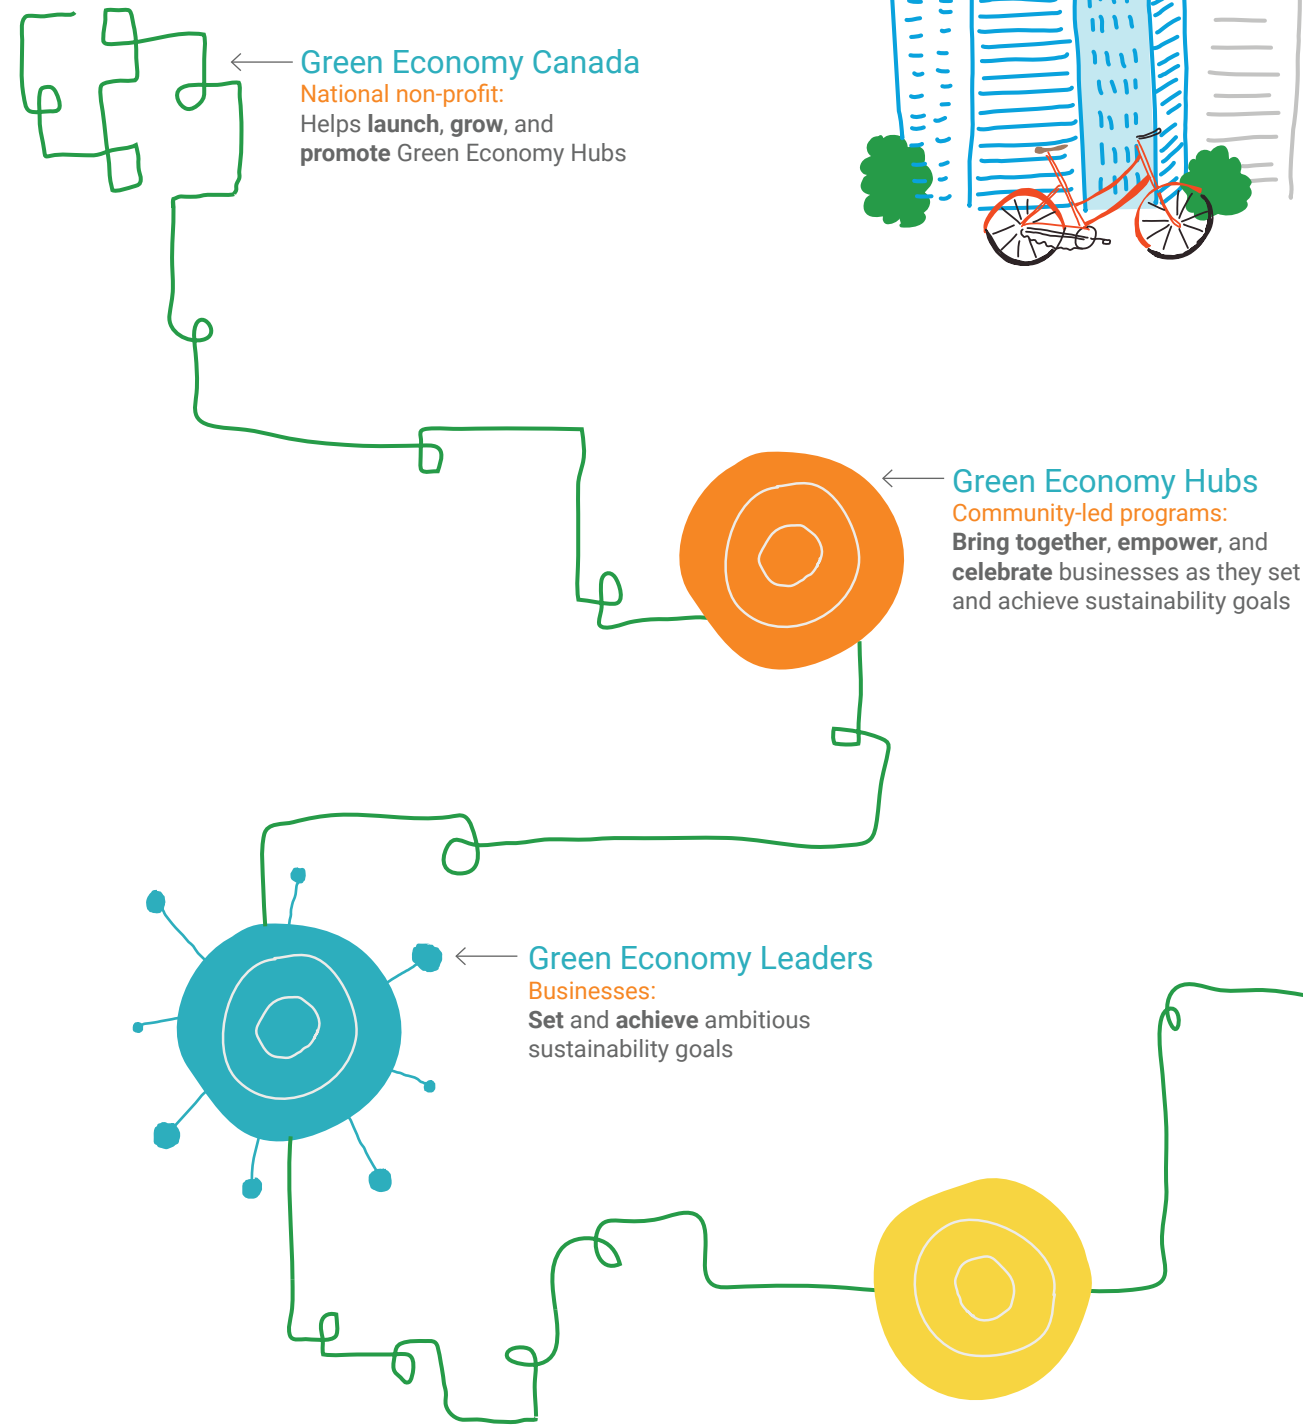 Green Economy Canada
National non-profit:
Helps launch, grow, and
promote Green Economy Hubs
Green Economy Hubs
Community-led programs:
Bring together, empower, and
celebrate businesses as they set
and achieve sustainability goals
Green Economy Leaders
Businesses:
Set and achieve ambitious
sustainability goals